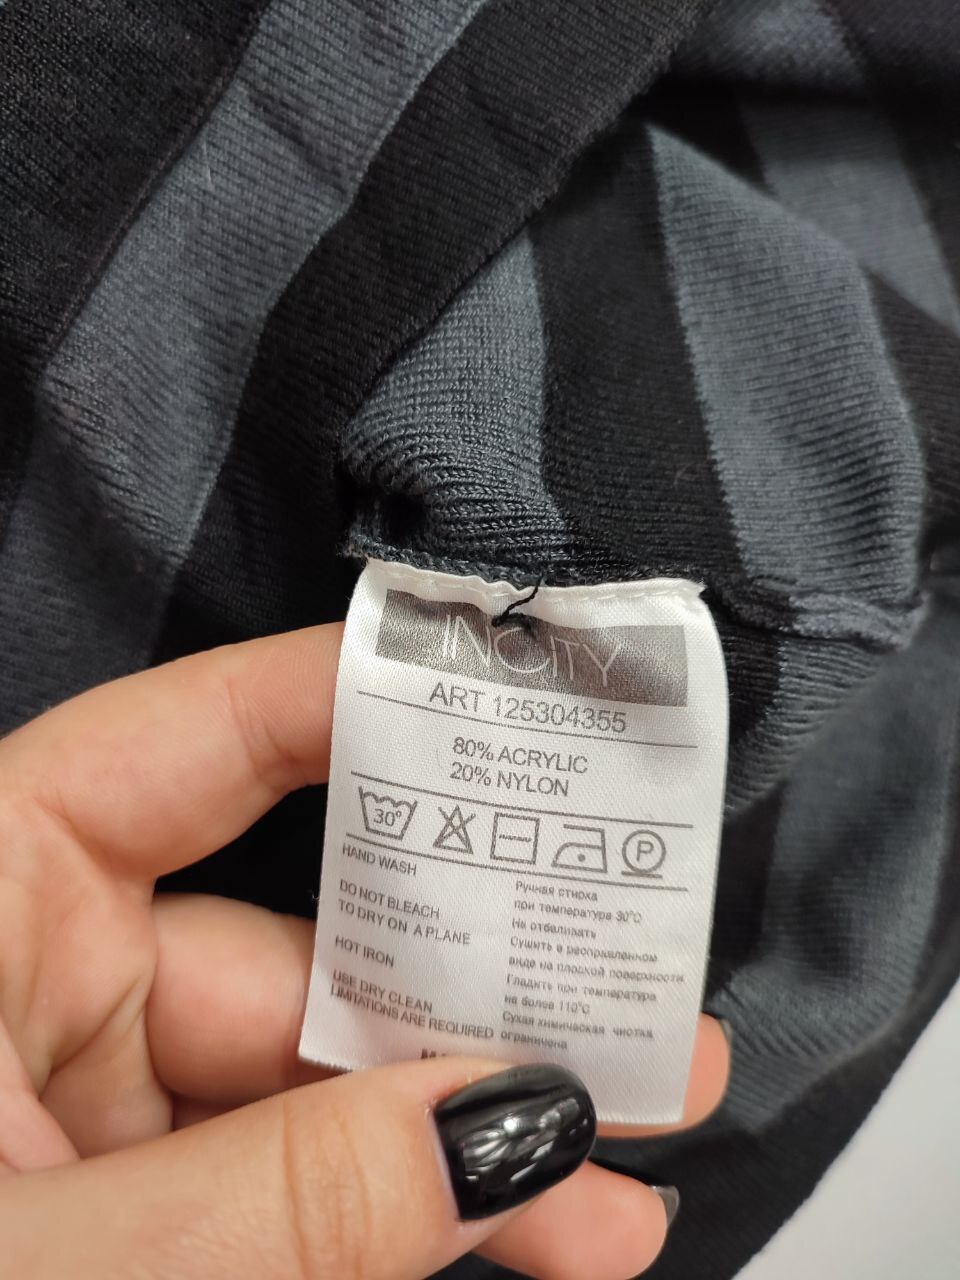 INCITY
ART 125304355
80% ACRYLIC
20% NYLON
30°
P
HAND WASH
DO NOT BLEACH
TO DRY ON A PLANE
HOT IRON
USE DRY CLEAN
LIMITATIONS ARE REQUIRED
Ручная стирка
при температуре 30°C
Не отбеливать
Сушить в расправленном
виде на плоской поверхности
Гладить при температуре
не более 110°C
Сухая химическая чистка
ограничена